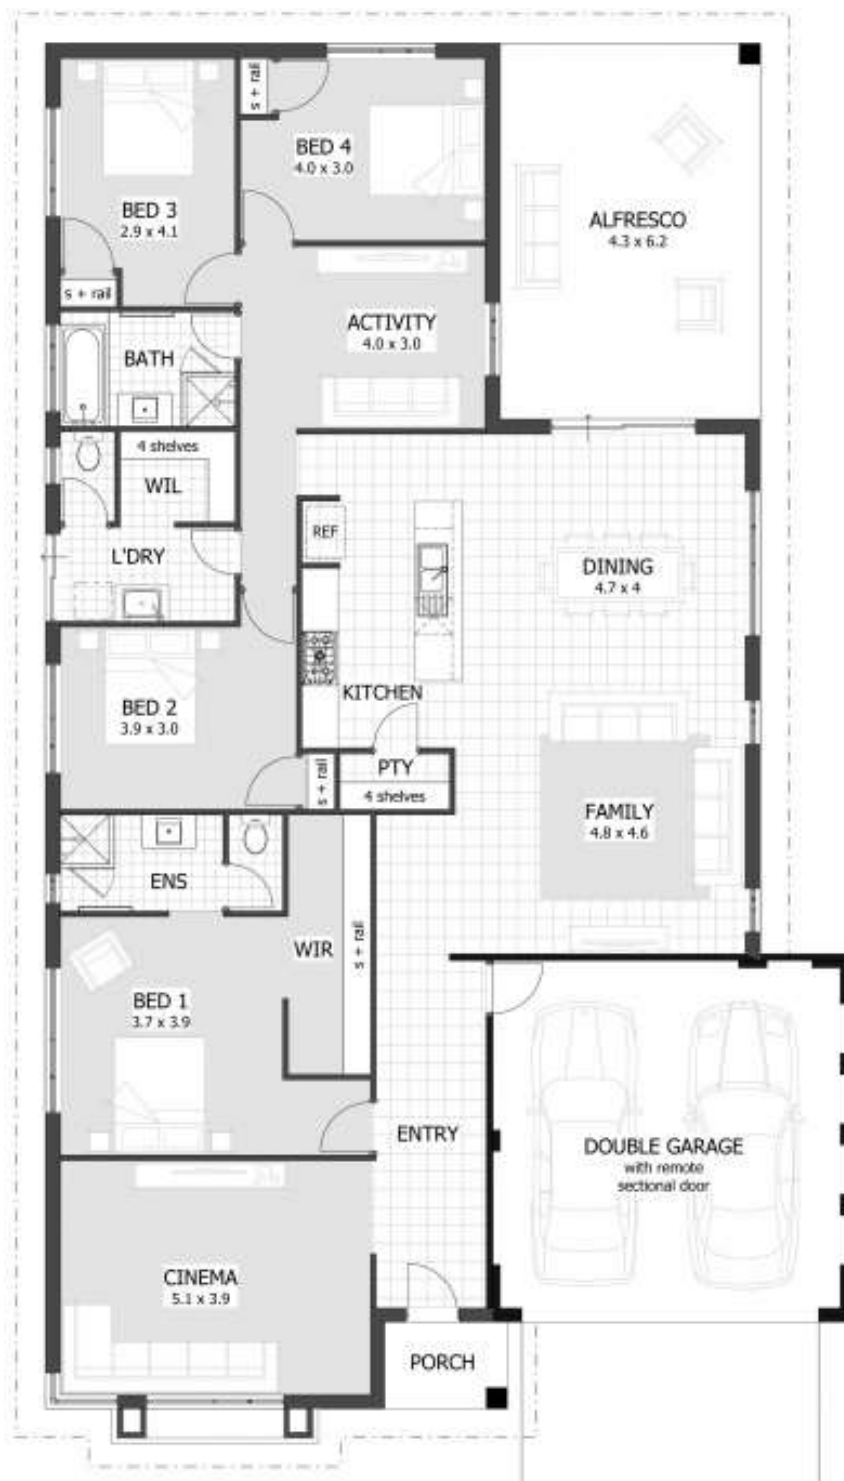 s + rail
BED 4
4.0 x 3.0
BED 3
2.9 x 4.1
s + rail
ALFRESCO
4.3 x 6.2
ACTIVITY
4.0 x 3.0
BATH
4 shelves
WIL
L'DRY
REF
DINING
4.7 x 4
KITCHEN
BED 2
3.9 x 3.0
s + rail
PTY
4 shelves
FAMILY
4.8 x 4.6
ENS
WIR
s + rail
BED 1
3.7 x 3.9
ENTRY
DOUBLE GARAGE
with remote
sectional door
CINEMA
5.1 x 3.9
PORCH